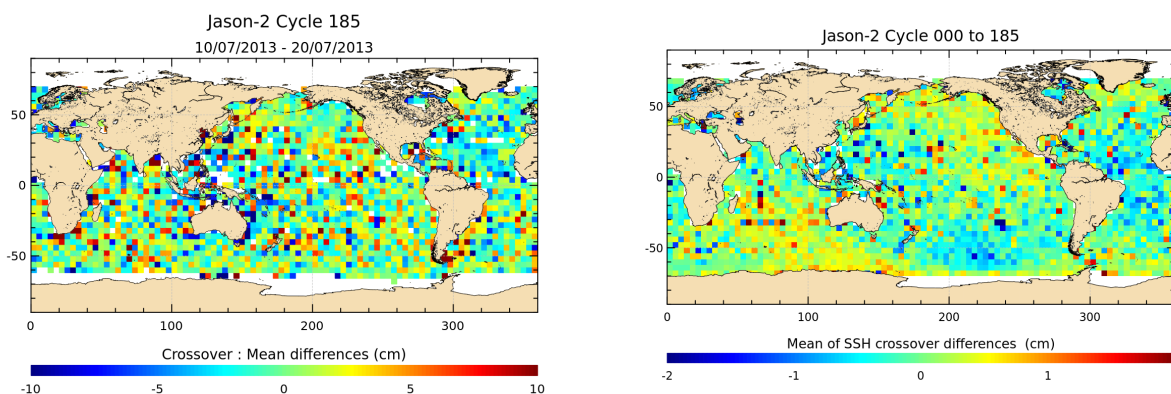 Jason-2 Cycle 185
10/07/2013 - 20/07/2013
50
0
-50
0 100 200 300
Crossover : Mean differences (cm)
-10 -5 0 5 10
Jason-2 Cycle 000 to 185
50
0
-50
0 100 200 300
Mean of SSH crossover differences (cm)
-2 -1 0 1